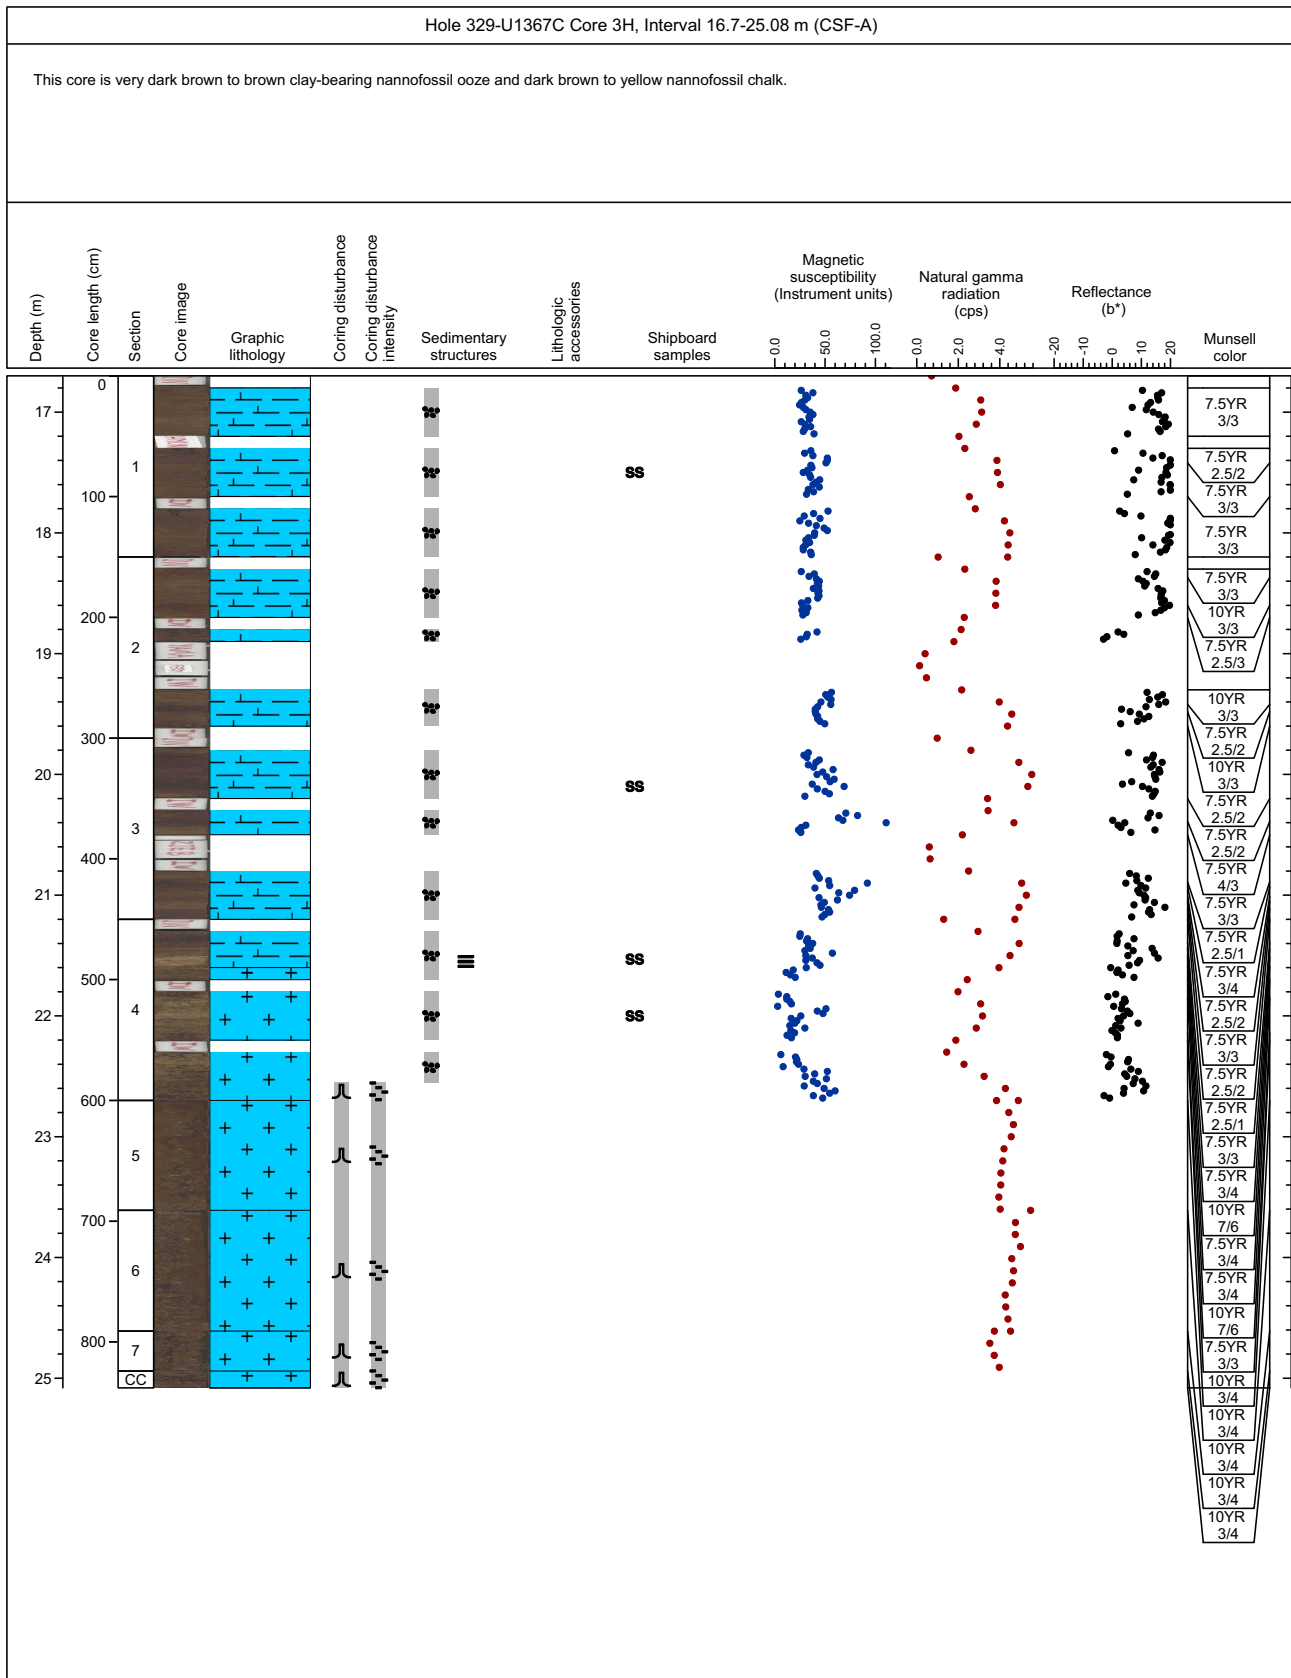 Hole 329-U1367C Core 3H, Interval 16.7-25.08 m (CSF-A)
This core is very dark brown to brown clay-bearing nannofossil ooze and dark brown to yellow nannofossil chalk.
Depth (m)
Core length (cm)
Section
Core image
Graphic
lithology
Coring disturbance
Coring disturbance
intensity
Sedimentary
structures
Lithologic
accessories
Shipboard
samples
Magnetic
susceptibility
(Instrument units)
0.0
50.0
100.0
Natural gamma
radiation
(cps)
0.0
2.0
4.0
Reflectance
(b*)
-20
-10
0
10
20
Munsell
color
17
18
19
20
21
22
23
24
25
0
100
200
300
400
500
600
700
800
1
2
3
4
5
6
7
CC
SS
SS
SS
SS
7.5YR
3/3
7.5YR
2.5/2
7.5YR
3/3
7.5YR
3/3
7.5YR
3/3
10YR
3/3
7.5YR
2.5/3
10YR
3/3
7.5YR
2.5/2
10YR
3/3
7.5YR
2.5/2
7.5YR
2.5/2
7.5YR
4/3
7.5YR
3/3
7.5YR
2.5/1
7.5YR
3/4
7.5YR
2.5/2
7.5YR
3/3
7.5YR
2.5/2
7.5YR
2.5/1
7.5YR
3/3
7.5YR
3/4
10YR
7/6
7.5YR
3/4
7.5YR
3/4
10YR
7/6
7.5YR
3/3
10YR
3/4
10YR
3/4
10YR
3/4
10YR
3/4
10YR
3/4